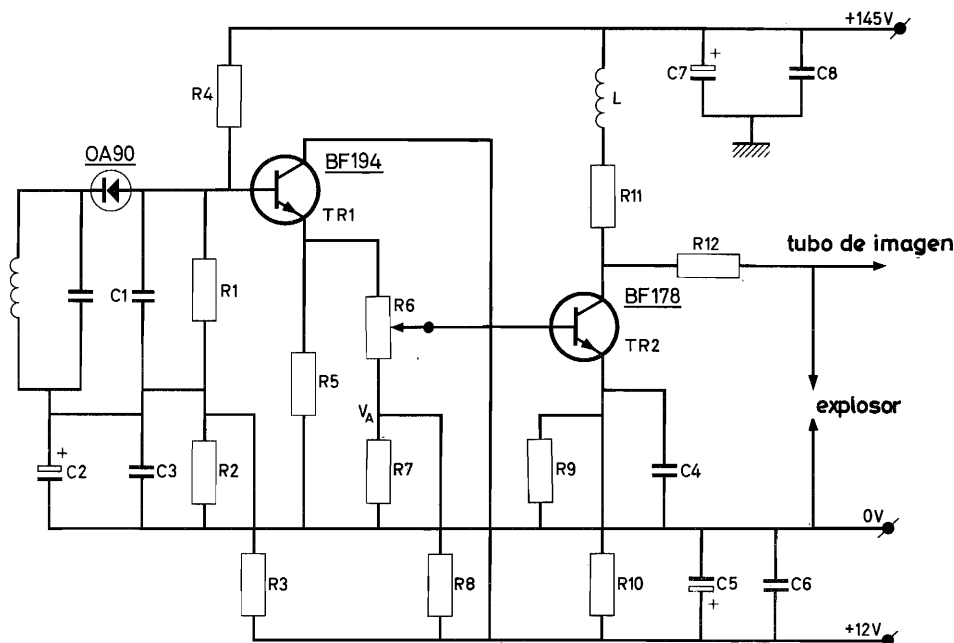 +145V
R4
C7
+
C8
L
OA90
BF194
TR1
R11
R12
tubo de imagen
BF178
TR2
C1
R1
R6
R5
explosor
VA
C2
+
C3
R2
R7
R9
C4
0V
R3
R8
R10
C5
+
C6
+12V